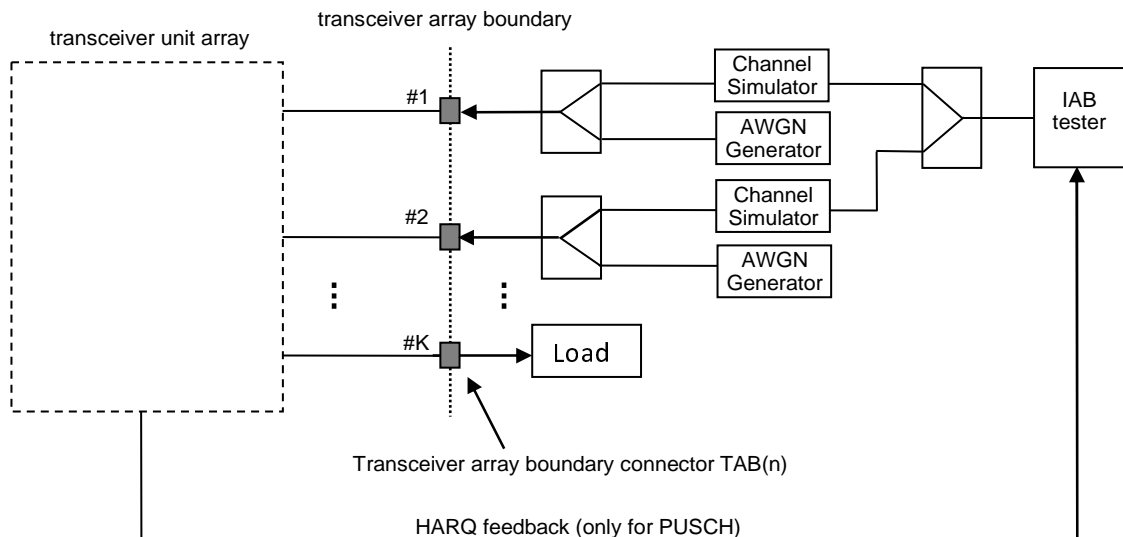 transceiver array boundary
transceiver unit array
#1
Channel
Simulator
AWGN
Generator
IAB
tester
#2
Channel
Simulator
AWGN
Generator
#K
Load
Transceiver array boundary connector TAB(n)
HARQ feedback (only for PUSCH)